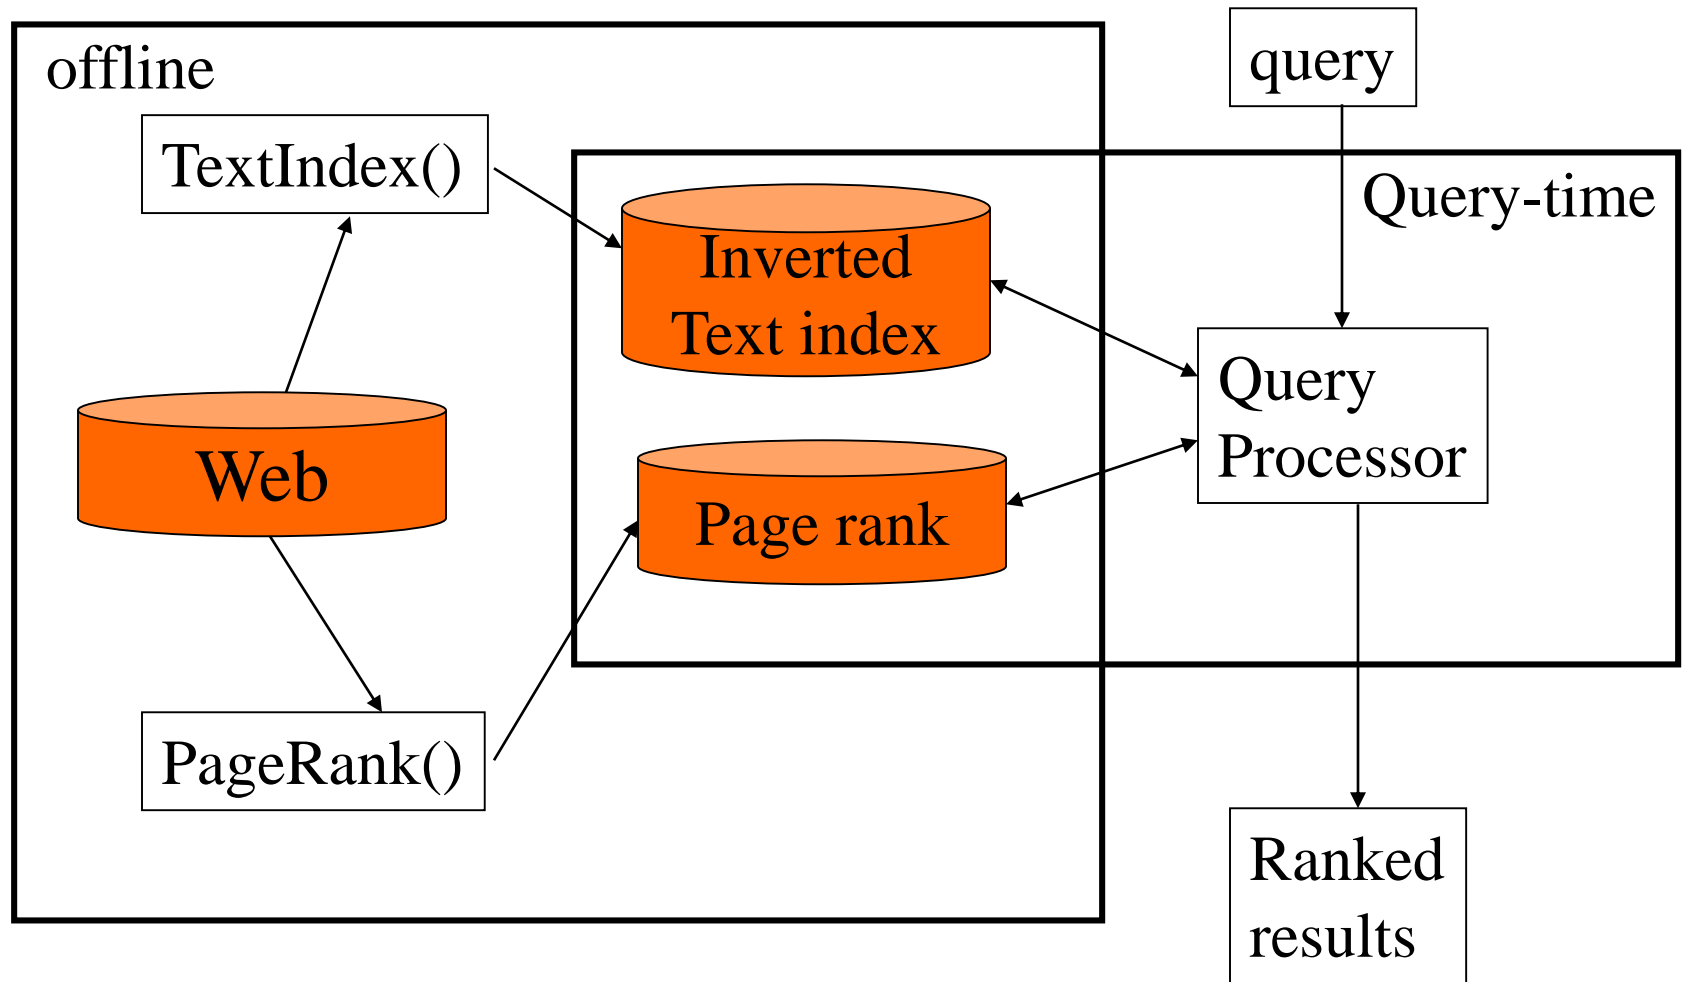 offline
query
TextIndex()
Query-time
Inverted
Text index
Query
Processor
Web
Page rank
PageRank()
Ranked
results